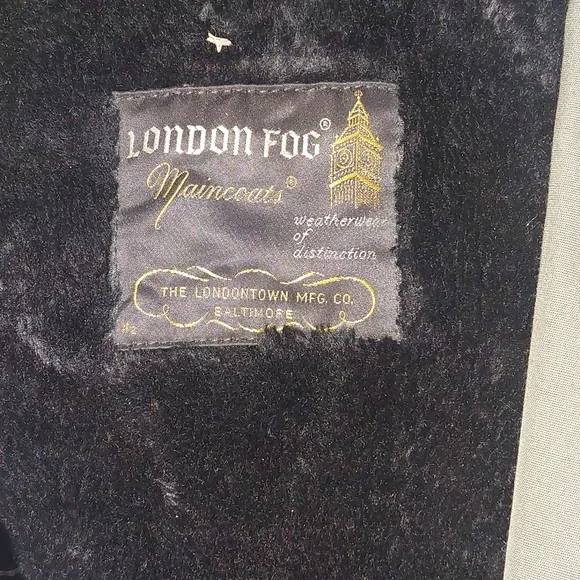 LONDON FOG®
Maincoats®
weatherwear
of
distinction
THE LONDONTOWN MFG. CO.
BALTIMORE